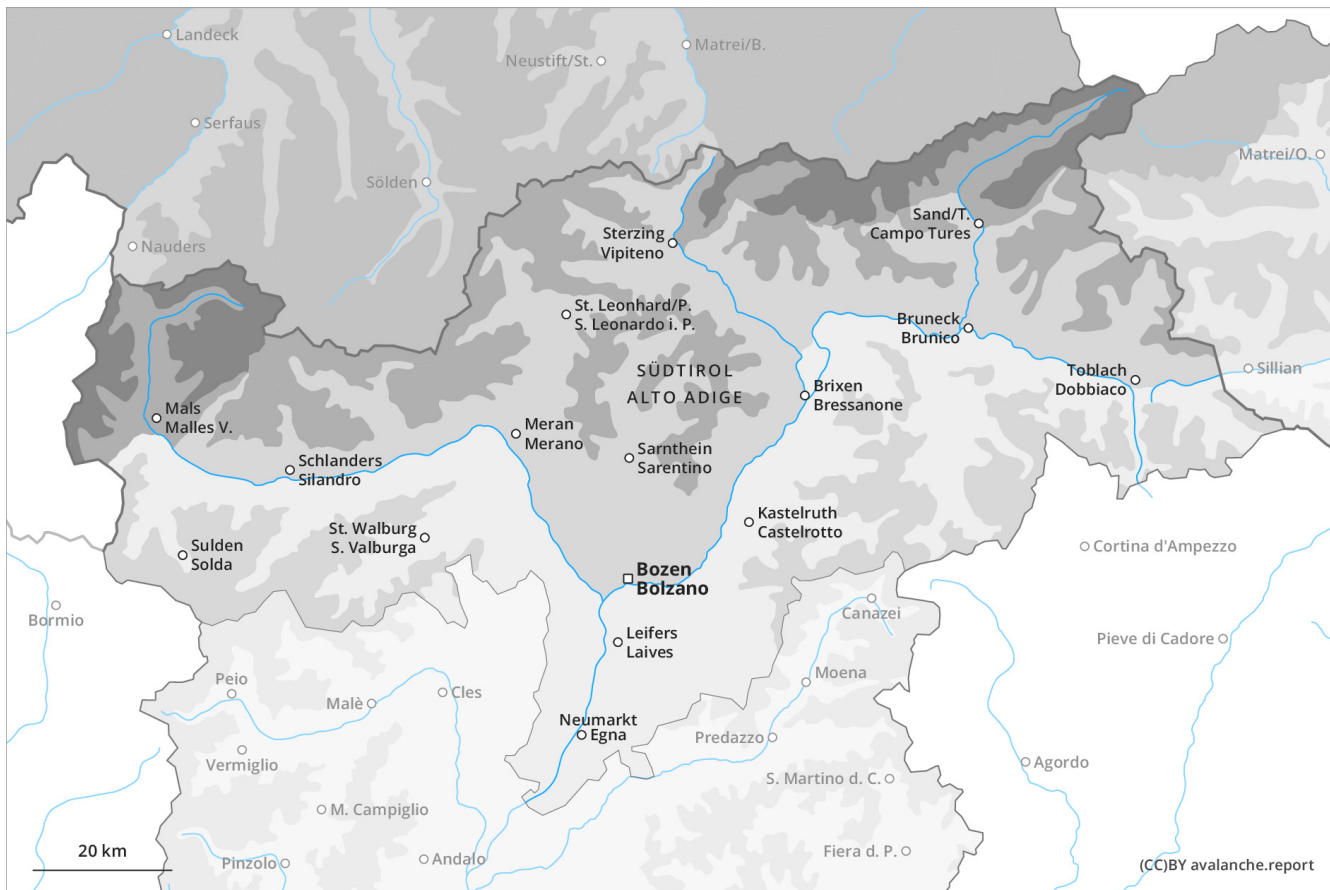 Landeck
Matrei/B.
Neustift/St.
Serfaus
Matrei/O.
Sölden
Sand/T.
Campo Tures
Sterzing
Vipiteno
Nauders
St. Leonhard/P.
S. Leonardo i. P.
Bruneck
Brunico
SÜDTIROL
ALTO ADIGE
Toblach
Dobbiaco
Sillian
Brixen
Bressanone
Mals
Malles V.
Meran
Merano
Schlanders
Silandro
Sarnthein
Sarentino
Kastelruth
Castelrotto
St. Walburg
S. Valburga
Sulden
Solda
Cortina d'Ampezzo
Bozen
Bolzano
Bormio
Canazei
Leifers
Laives
Pieve di Cadore
Peio
Moena
Malè
Cles
Neumarkt
Egna
Predazzo
Vermiglio
Agordo
S. Martino d. C.
M. Campiglio
20 km
Pinzolo
Andalo
Fiera d. P.
(CC)BY avalanche.report